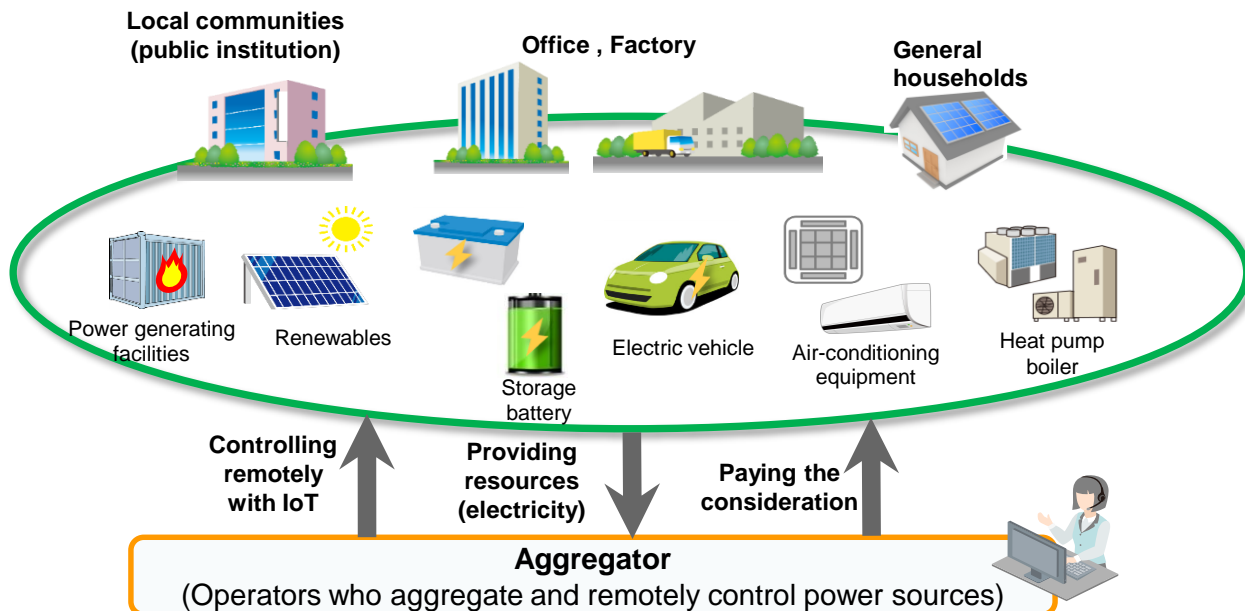 Local communities
(public institution)
Office , Factory
General
households
Power generating
facilities
Renewables
Storage
battery
Electric vehicle
Air-conditioning
equipment
Heat pump
boiler
Controlling
remotely
with IoT
Providing
resources
(electricity)
Paying the
consideration
Aggregator
(Operators who aggregate and remotely control power sources)